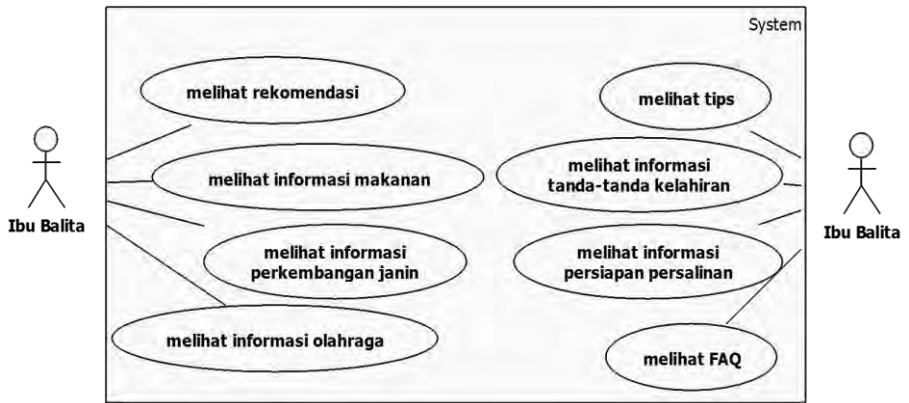 System
melihat rekomendasi
melihat tips
melihat informasi makanan
melihat informasi
tanda-tanda kelahiran
Ibu Balita
Ibu Balita
melihat informasi
perkembangan janin
melihat informasi
persiapan persalinan
melihat informasi olahraga
melihat FAQ